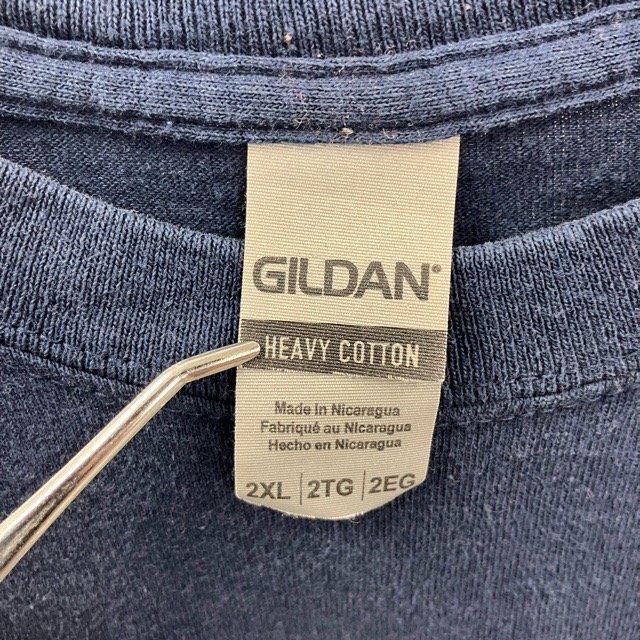 GILDAN®
HEAVY COTTON
Made in Nicaragua
Fabriqué au Nicaragua
Hecho en Nicaragua
2XL | 2TG | 2EG